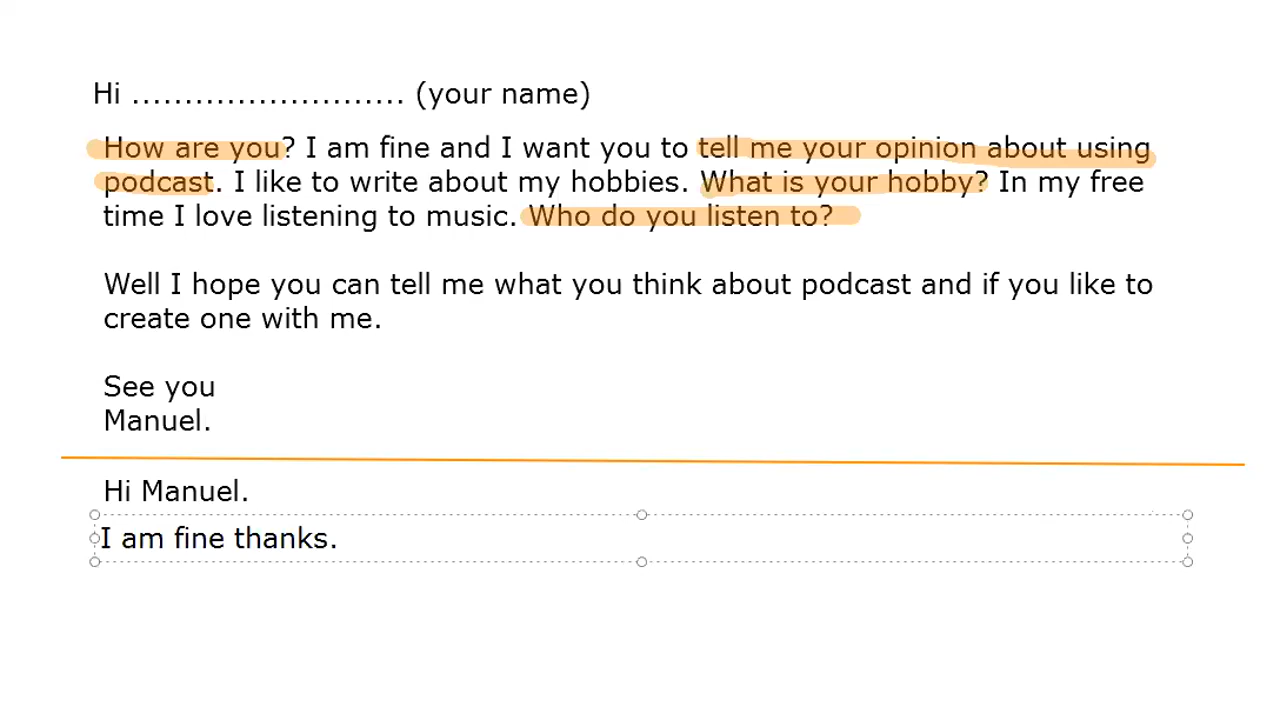 Hi .......................... (your name)
How are you? I am fine and I want you to tell me your opinion about using
podcast. I like to write about my hobbies. What is your hobby? In my free
time I love listening to music. Who do you listen to?
Well I hope you can tell me what you think about podcast and if you like to
create one with me.
See you
Manuel.
Hi Manuel.
I am fine thanks.